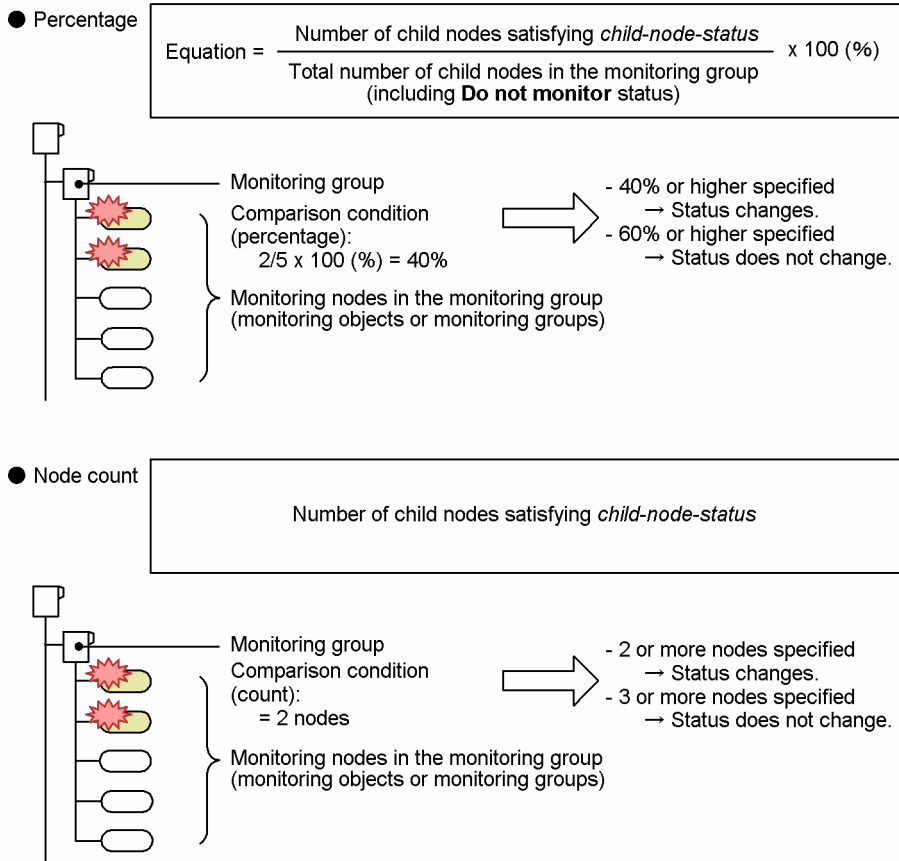 ● Percentage
Equation =
Number of child nodes satisfying child-node-status
Total number of child nodes in the monitoring group
(including Do not monitor status)
x 100 (%)
Monitoring group
Comparison condition
(percentage):
2/5 x 100 (%) = 40%
Monitoring nodes in the monitoring group
(monitoring objects or monitoring groups)
- 40% or higher specified
→ Status changes.
- 60% or higher specified
→ Status does not change.
● Node count
Number of child nodes satisfying child-node-status
Monitoring group
Comparison condition
(count):
= 2 nodes
Monitoring nodes in the monitoring group
(monitoring objects or monitoring groups)
- 2 or more nodes specified
→ Status changes.
- 3 or more nodes specified
→ Status does not change.